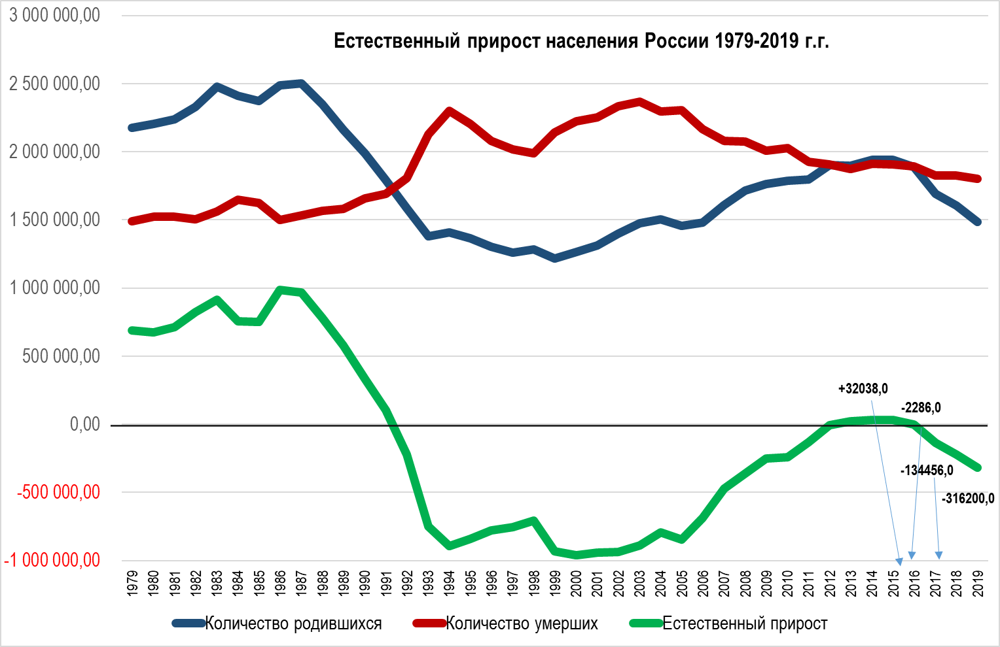 Естественный прирост населения России 1979-2019 г.г.
3 000 000,00
2 500 000,00
2 000 000,00
1 500 000,00
1 000 000,00
500 000,00
0,00
-500 000,00
-1 000 000,00
+32038,0
-2286,0
-134456,0
-316200,0
1979 1980 1981 1982 1983 1984 1985 1986 1987 1988 1989 1990 1991 1992 1993 1994 1995 1996 1997 1998 1999 2000 2001 2002 2003 2004 2005 2006 2007 2008 2009 2010 2011 2012 2013 2014 2015 2016 2017 2018 2019
Количество родившихся Количество умерших Естественный прирост